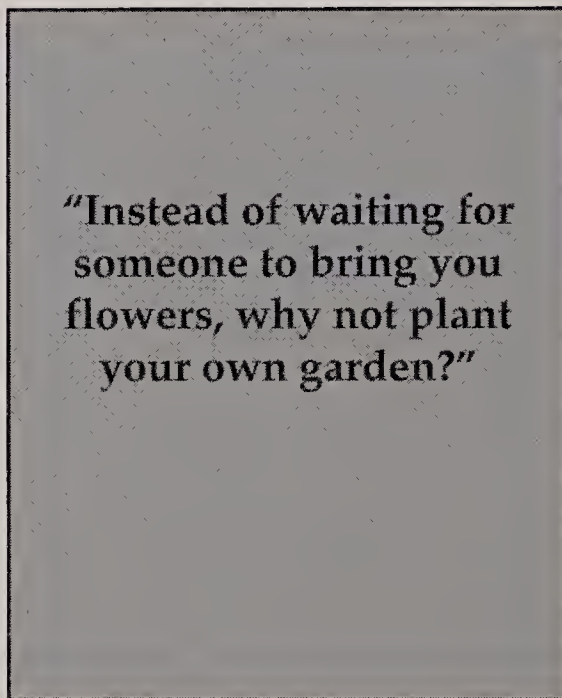 “Instead of waiting for
someone to bring you
flowers, why not plant
your own garden?”